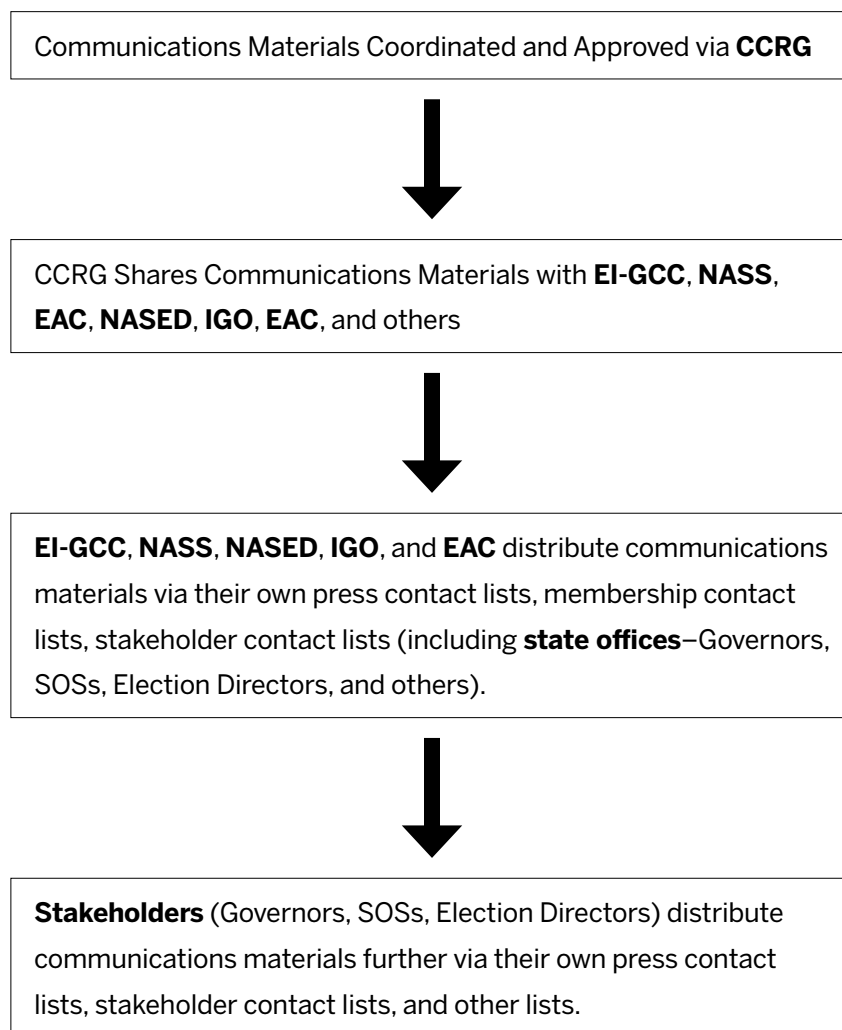 Communications Materials Coordinated and Approved via CCRG
CCRG Shares Communications Materials with EI-GCC, NASS,
EAC, NASED, IGO, EAC, and others
EI-GCC, NASS, NASED, IGO, and EAC distribute communications
materials via their own press contact lists, membership contact
lists, stakeholder contact lists (including state offices–Governors,
SOSs, Election Directors, and others).
Stakeholders (Governors, SOSs, Election Directors) distribute
communications materials further via their own press contact
lists, stakeholder contact lists, and other lists.